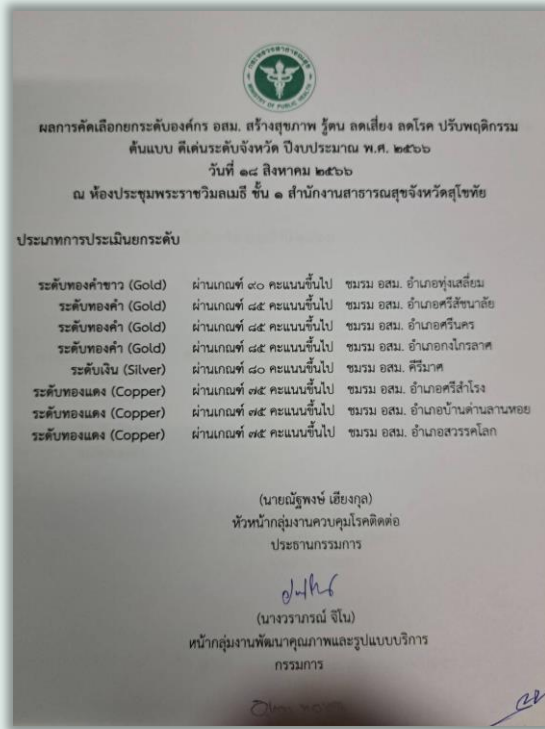 กระทรวงสาธารณสุข
MINISTRY OF PUBLIC HEALTH
ผลการคัดเลือกยกระดับองค์กร อสม. สร้างสุขภาพ รู้ตน ลดเสี่ยง ลดโรค ปรับพฤติกรรม
ต้นแบบ ดีเด่นระดับจังหวัด ปีงบประมาณ พ.ศ. ๒๕๖๖
วันที่ ๑๘ สิงหาคม ๒๕๖๖
ณ ห้องประชุมพระราชวิมลเมธี ชั้น ๑ สำนักงานสาธารณสุขจังหวัดสุโขทัย
ประเภทการประเมินยกระดับ
ระดับทองคำขาว (Gold) ผ่านเกณฑ์ ๙๐ คะแนนขึ้นไป ชมรม อสม. อำเภอทุ่งเสลี่ยม
ระดับทองคำ (Gold) ผ่านเกณฑ์ ๘๕ คะแนนขึ้นไป ชมรม อสม. อำเภอศรีสัชนาลัย
ระดับทองคำ (Gold) ผ่านเกณฑ์ ๘๕ คะแนนขึ้นไป ชมรม อสม. อำเภอศรีนคร
ระดับทองคำ (Gold) ผ่านเกณฑ์ ๘๕ คะแนนขึ้นไป ชมรม อสม. อำเภอกงไกรลาศ
ระดับเงิน (Silver) ผ่านเกณฑ์ ๘๐ คะแนนขึ้นไป ชมรม อสม. คีรีมาศ
ระดับทองแดง (Copper) ผ่านเกณฑ์ ๗๕ คะแนนขึ้นไป ชมรม อสม. อำเภอศรีสำโรง
ระดับทองแดง (Copper) ผ่านเกณฑ์ ๗๕ คะแนนขึ้นไป ชมรม อสม. อำเภอบ้านด่านลานหอย
ระดับทองแดง (Copper) ผ่านเกณฑ์ ๗๕ คะแนนขึ้นไป ชมรม อสม. อำเภอสวรรคโลก
(นายณัฐพงษ์ เฮียงกุล)
หัวหน้ากลุ่มงานควบคุมโรคติดต่อ
ประธานกรรมการ
(นางวราภรณ์ จิโน)
หน้ากลุ่มงานพัฒนาคุณภาพและรูปแบบบริการ
กรรมการ